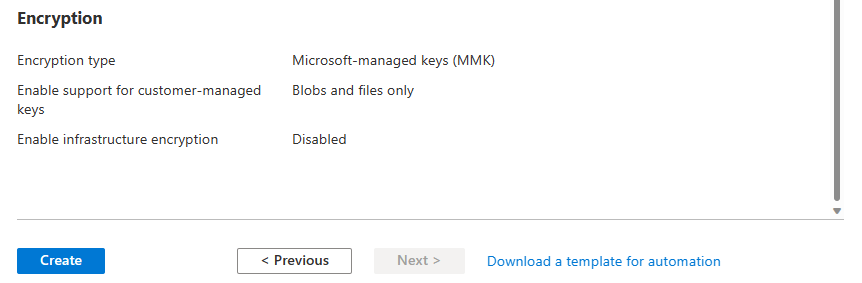 Encryption
Encryption type Microsoft-managed keys (MMK)
Enable support for customer-managed Blobs and files only
keys
Enable infrastructure encryption Disabled
Create < Previous Next > Download a template for automation